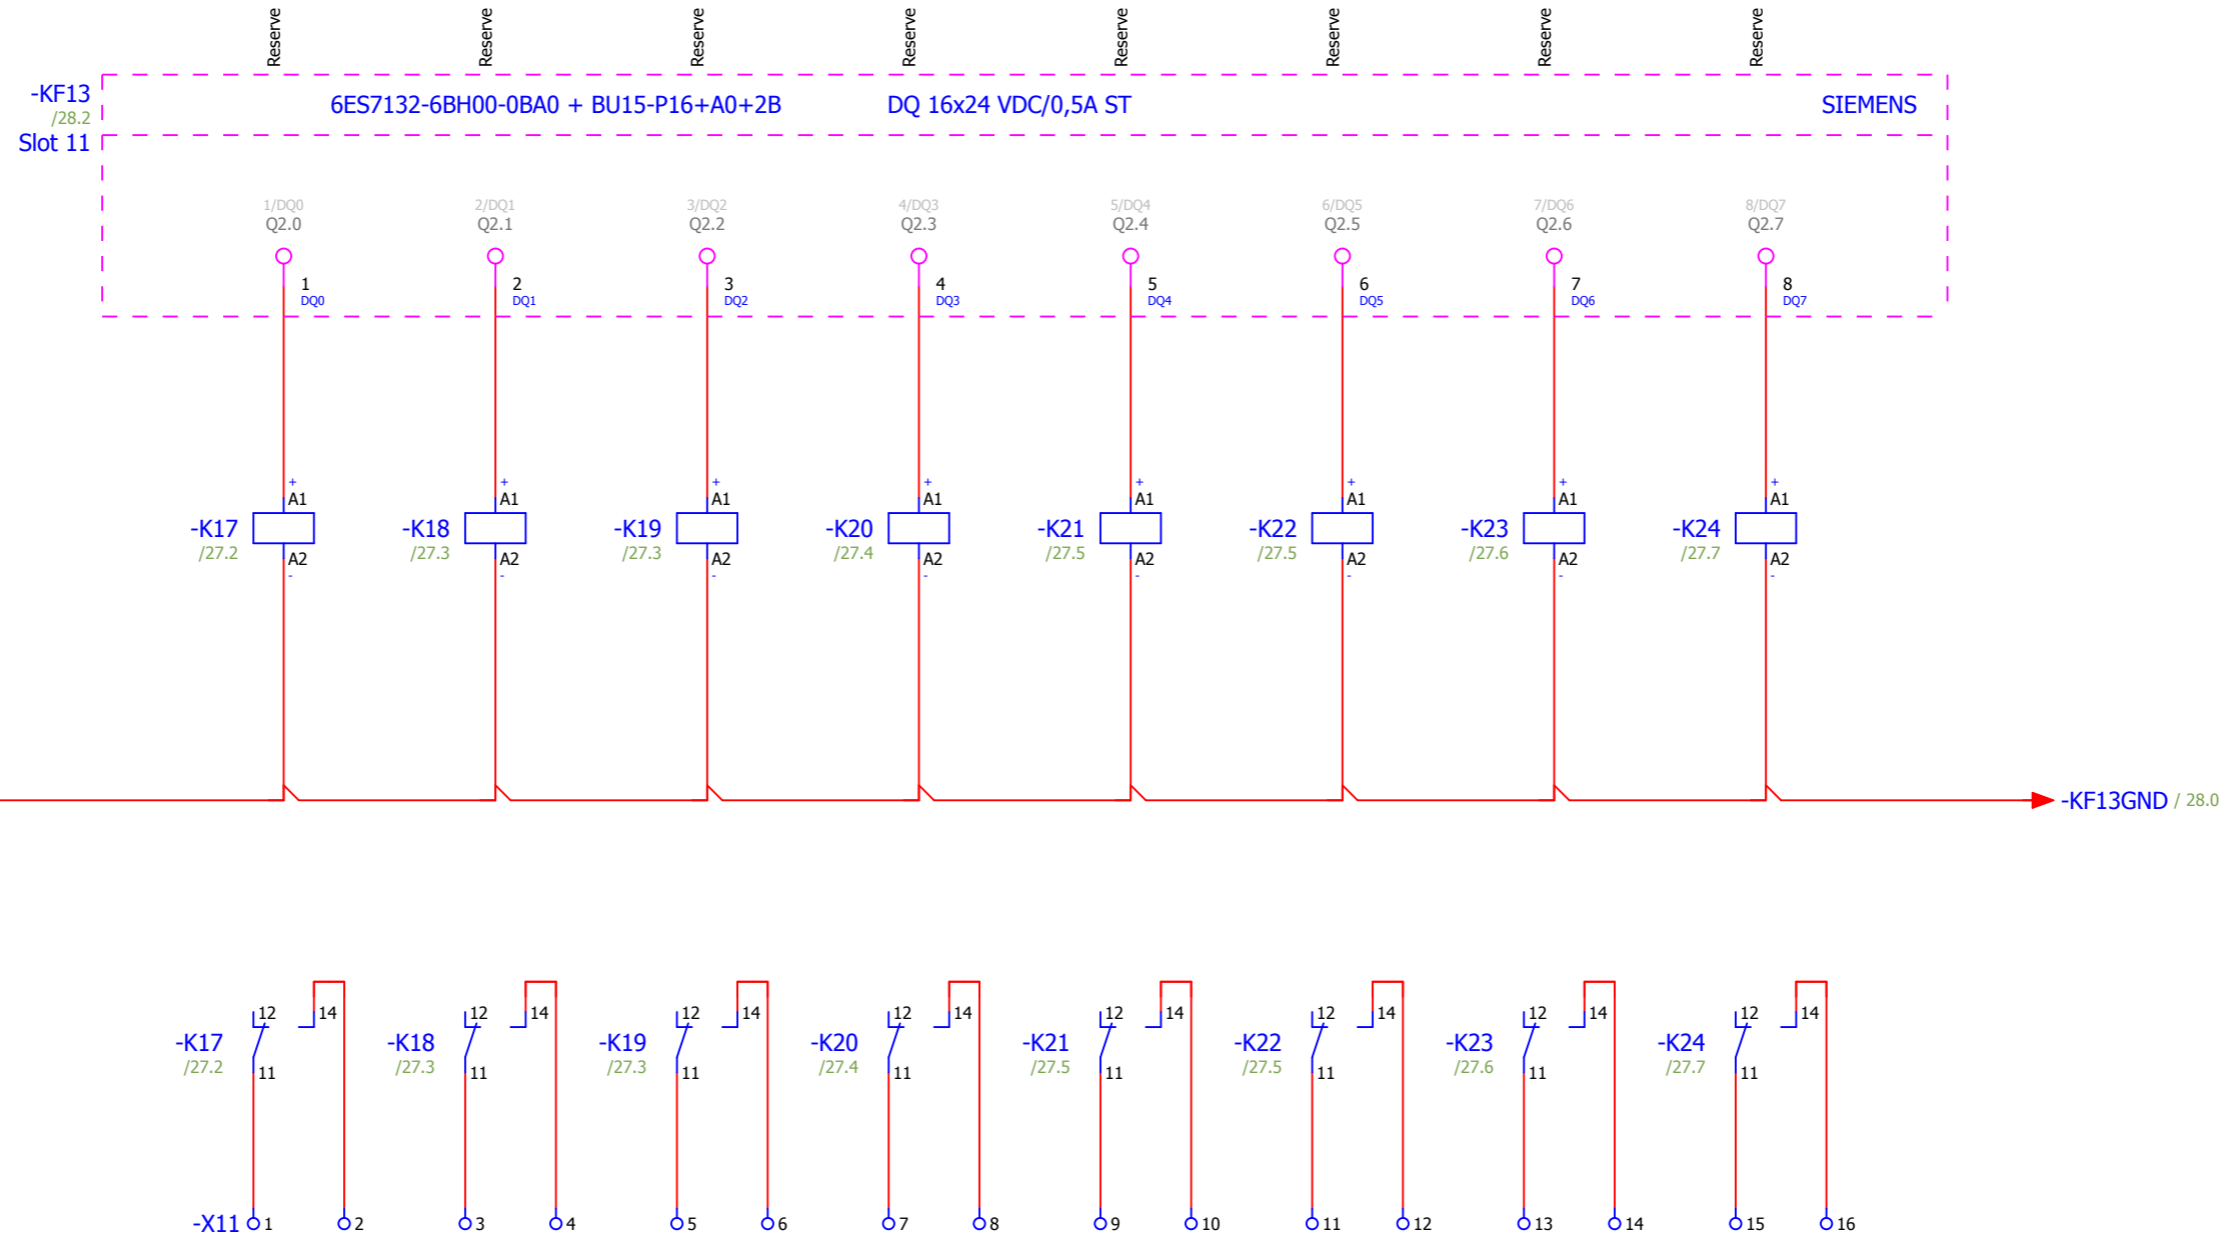 Reserve Reserve Reserve Reserve Reserve Reserve Reserve Reserve
-KF13 6ES7132-6BH00-0BA0 + BU15-P16+A0+2B DQ 16x24 VDC/0,5A ST SIEMENS
/28.2
Slot 11
1/DQ0 2/DQ1 3/DQ2 4/DQ3 5/DQ4 6/DQ5 7/DQ6 8/DQ7
Q2.0 Q2.1 Q2.2 Q2.3 Q2.4 Q2.5 Q2.6 Q2.7
1 2 3 4 5 6 7 8
DQ0 DQ1 DQ2 DQ3 DQ4 DQ5 DQ6 DQ7
+ + + + + + + +
A1 A1 A1 A1 A1 A1 A1 A1
-K17 -K18 -K19 -K20 -K21 -K22 -K23 -K24
/27.2 /27.3 /27.3 /27.4 /27.5 /27.5 /27.6 /27.7
A2 A2 A2 A2 A2 A2 A2 A2
- - - - - - - -
-KF13GND / 28.0
12 14 12 14 12 14 12 14 12 14 12 14 12 14 12 14
-K17 -K18 -K19 -K20 -K21 -K22 -K23 -K24
/27.2 /27.3 /27.3 /27.4 /27.5 /27.5 /27.6 /27.7
11 11 11 11 11 11 11 11
-X11 1 2 3 4 5 6 7 8 9 10 11 12 13 14 15 16